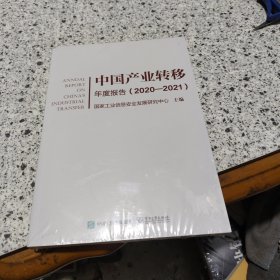 ANNUAL
REPORT
ON
CHINA'S
INDUSTRIAL
TRANSFER
中国产业转移
年度报告（2020—2021）
国家工业信息安全发展研究中心 主编